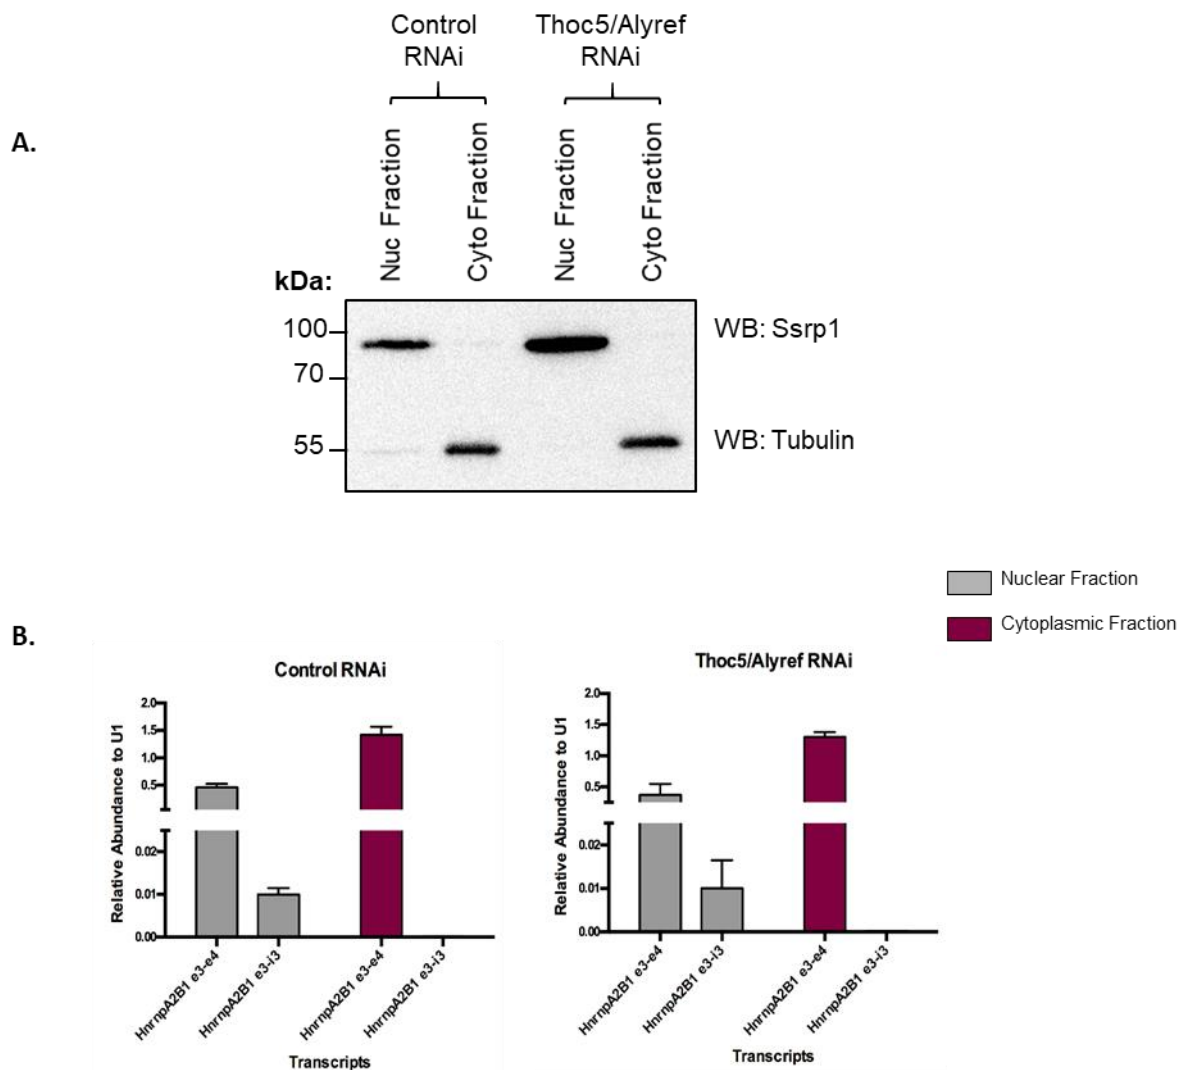 Control
RNAi
Thoc5/Alyref
RNAi
A.
Nuc Fraction
Cyto Fraction
Nuc Fraction
Cyto Fraction
kDa:
100
70
55
WB: Ssrp1
WB: Tubulin
Nuclear Fraction
Cytoplasmic Fraction
B.
Control RNAi
Relative Abundance to U1
2.0
1.5
1.0
0.5
0.02
0.01
0.00
HnrnpA2B1 e3-e4
HnrnpA2B1 e3-i3
HnrnpA2B1 e3-e4
HnrnpA2B1 e3-i3
Transcripts
Thoc5/Alyref RNAi
Relative Abundance to U1
2.0
1.5
1.0
0.5
0.02
0.01
0.00
HnrnpA2B1 e3-e4
HnrnpA2B1 e3-i3
HnrnpA2B1 e3-e4
HnrnpA2B1 e3-i3
Transcripts